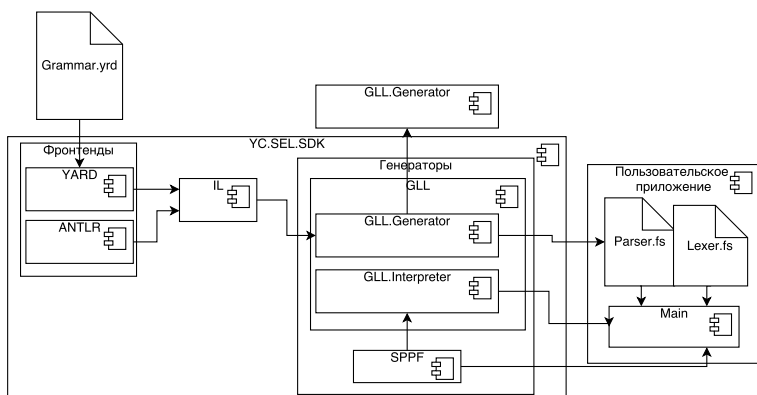 Grammar.yrd
GLL.Generator
YC.SEL.SDK
Фронтенды
YARD
ANTLR
IL
Генераторы
GLL
GLL.Generator
GLL.Interpreter
SPPF
Пользовательское
приложение
Parser.fs
Lexer.fs
Main